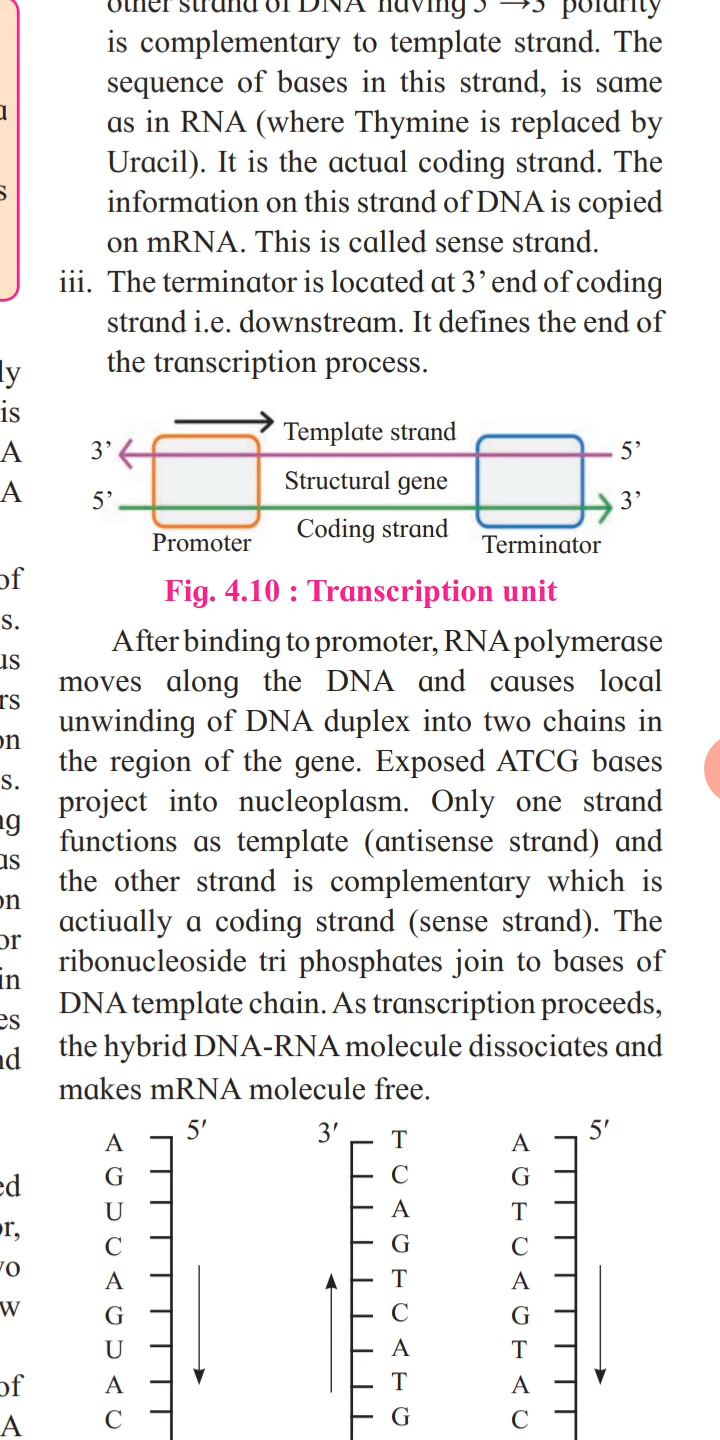 other strand of DNA having 5’→3’ polarity
is complementary to template strand. The
sequence of bases in this strand, is same
as in RNA (where Thymine is replaced by
Uracil). It is the actual coding strand. The
information on this strand of DNA is copied
on mRNA. This is called sense strand.
iii. The terminator is located at 3’ end of coding
strand i.e. downstream. It defines the end of
the transcription process.
Template strand
3’ 5’
Structural gene
5’ 3’
Coding strand
Promoter Terminator
Fig. 4.10 : Transcription unit
After binding to promoter, RNA polymerase
moves along the DNA and causes local
unwinding of DNA duplex into two chains in
the region of the gene. Exposed ATCG bases
project into nucleoplasm. Only one strand
functions as template (antisense strand) and
the other strand is complementary which is
actiually a coding strand (sense strand). The
ribonucleoside tri phosphates join to bases of
DNA template chain. As transcription proceeds,
the hybrid DNA-RNA molecule dissociates and
makes mRNA molecule free.
A 5′ 3′ T A 5′
G C G
U A T
C G C
A T A
G C G
U A T
A T A
C G C